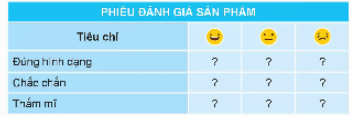 PHIẾU ĐÁNH GIÁ SẢN PHẨM
Tiêu chí
Đúng hình dạng ? ? ?
Chắc chắn ? ? ?
Thẩm mĩ ? ? ?